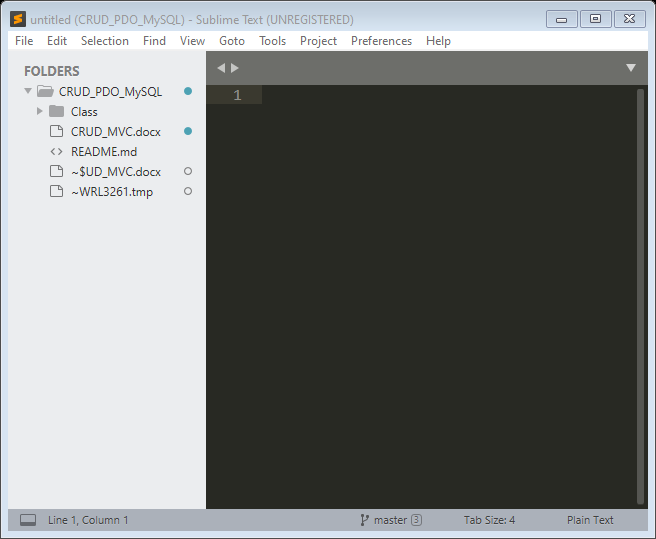 untitled (CRUD_PDO_MySQL) - Sublime Text (UNREGISTERED)
File Edit Selection Find View Goto Tools Project Preferences Help
FOLDERS
CRUD_PDO_MySQL
Class
CRUD_MVC.docx
README.md
~$UD_MVC.docx
~WRL3261.tmp
1
Line 1, Column 1 master 3 Tab Size: 4 Plain Text